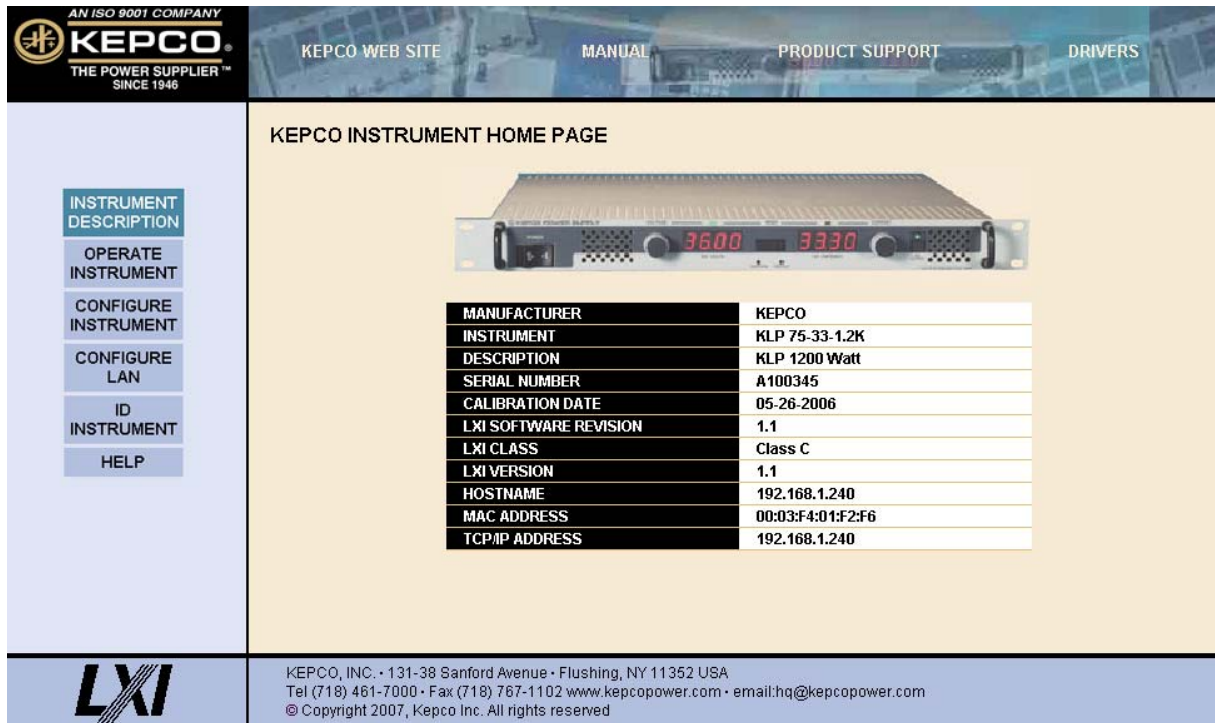 AN ISO 9001 COMPANY
KEPCO®
THE POWER SUPPLIER™
SINCE 1946
KEPCO WEB SITE
MANUAL
PRODUCT SUPPORT
DRIVERS
INSTRUMENT
DESCRIPTION
OPERATE
INSTRUMENT
CONFIGURE
INSTRUMENT
CONFIGURE
LAN
ID
INSTRUMENT
HELP
KEPCO INSTRUMENT HOME PAGE
KEPCO POWER SUPPLY
36.00
33.30
MANUFACTURER KEPCO
INSTRUMENT KLP 75-33-1.2K
DESCRIPTION KLP 1200 Watt
SERIAL NUMBER A100345
CALIBRATION DATE 05-26-2006
LXI SOFTWARE REVISION 1.1
LXI CLASS Class C
LXI VERSION 1.1
HOSTNAME 192.168.1.240
MAC ADDRESS 00:03:F4:01:F2:F6
TCP/IP ADDRESS 192.168.1.240
LXI
KEPCO, INC. • 131-38 Sanford Avenue • Flushing, NY 11352 USA
Tel (718) 461-7000 • Fax (718) 767-1102 www.kepcopower.com • email:hq@kepcopower.com
© Copyright 2007, Kepco Inc. All rights reserved